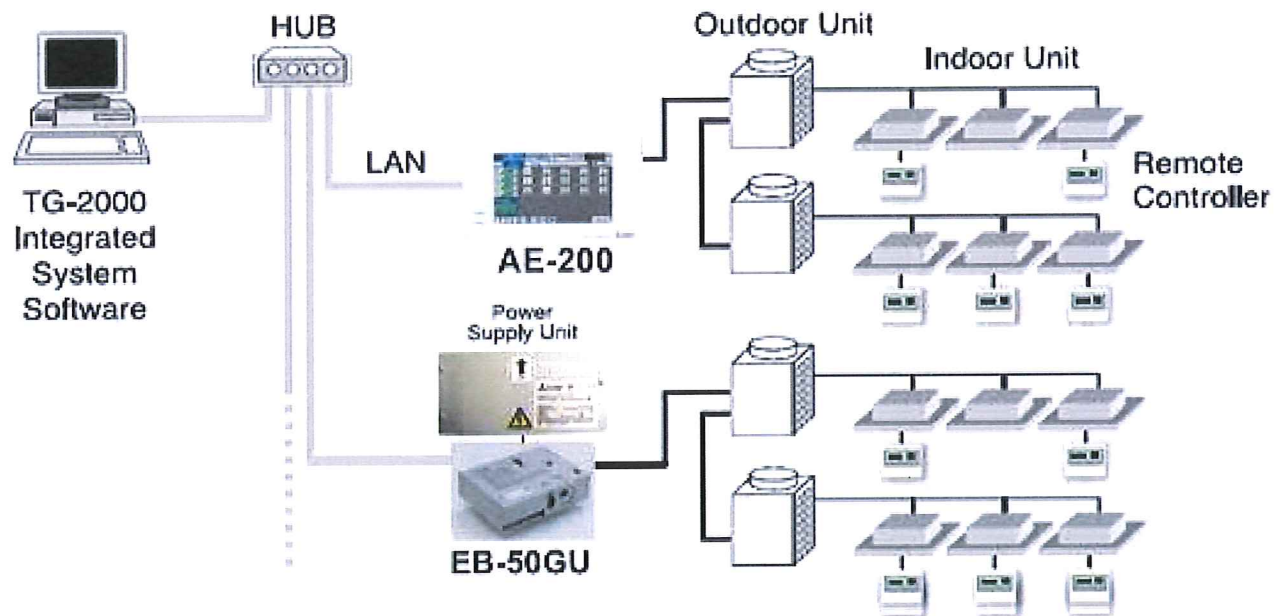 HUB
Outdoor Unit
Indoor Unit
LAN
Remote
Controller
TG-2000
Integrated
System
Software
AE-200
Power
Supply Unit
EB-50GU